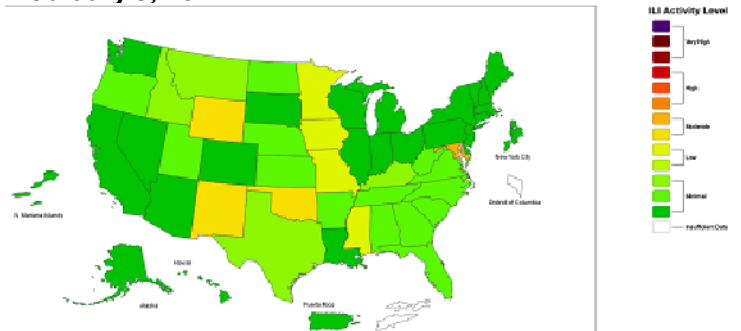 ILI Activity Level
Very High
High
Moderate
Low
Minimal
Insufficient Data
New York City
District of Columbia
N. Mariana Islands
Hawaii
Alaska
Puerto Rico